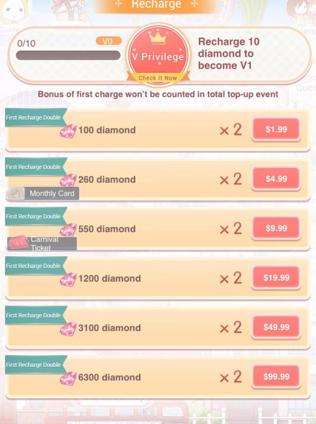 Recharge
0/10
V0
V Privilege
Check It Now
Recharge 10
diamond to
become V1
Bonus of first charge won't be counted in total top-up event
First Recharge Double
100 diamond
× 2
$1.99
First Recharge Double
260 diamond
× 2
$4.99
Monthly Card
First Recharge Double
550 diamond
× 2
$9.99
Carnival
Ticket
First Recharge Double
1200 diamond
× 2
$19.99
First Recharge Double
3100 diamond
× 2
$49.99
First Recharge Double
6300 diamond
× 2
$99.99